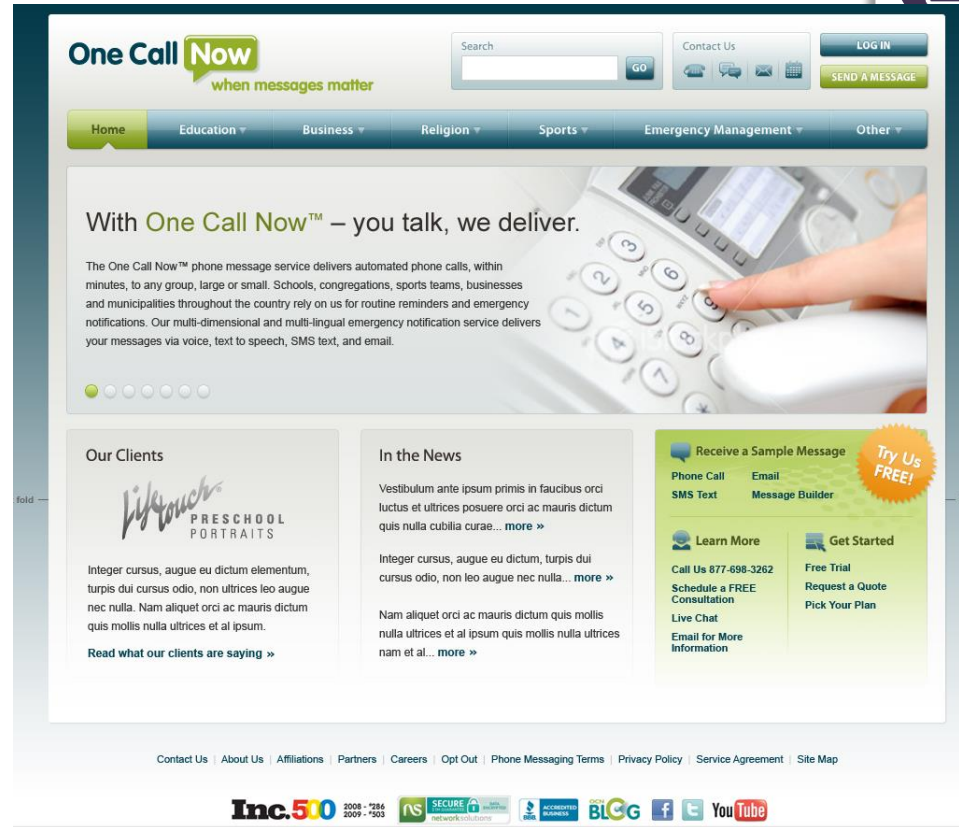 One Call Now
when messages matter
Search
GO
Contact Us
LOG IN
SEND A MESSAGE
Home
Education
Business
Religion
Sports
Emergency Management
Other
With One Call Now™ – you talk, we deliver.
The One Call Now™ phone message service delivers automated phone calls, within
minutes, to any group, large or small. Schools, congregations, sports teams, businesses
and municipalities throughout the country rely on us for routine reminders and emergency
notifications. Our multi-dimensional and multi-lingual emergency notification service delivers
your messages via voice, text to speech, SMS text, and email.
Our Clients
Lifetouch
PRESCHOOL
PORTRAITS
Integer cursus, augue eu dictum elementum,
turpis dui cursus odio, non ultrices leo augue
nec nulla. Nam aliquet orci ac mauris dictum
quis mollis nulla ultrices et al ipsum.
Read what our clients are saying »
In the News
Vestibulum ante ipsum primis in faucibus orci
luctus et ultrices posuere orci ac mauris dictum
quis nulla cubilia curae... more »
Integer cursus, augue eu dictum, turpis dui
cursus odio, non leo augue nec nulla... more »
Nam aliquet orci ac mauris dictum quis mollis
nulla ultrices et al ipsum quis mollis nulla ultrices
nam et al... more »
Receive a Sample Message
Try Us
FREE!
Phone Call
Email
SMS Text
Message Builder
Learn More
Call Us 877-698-3262
Schedule a FREE
Consultation
Live Chat
Email for More
Information
Get Started
Free Trial
Request a Quote
Pick Your Plan
fold
Contact Us | About Us | Affiliations | Partners | Careers | Opt Out | Phone Messaging Terms | Privacy Policy | Service Agreement | Site Map
Inc.500
2008 - *286
2009 - *503
ns
SECURE
networksolutions
BBB
ACCREDITED
BUSINESS
OCN
BLOG
f
t
YouTube